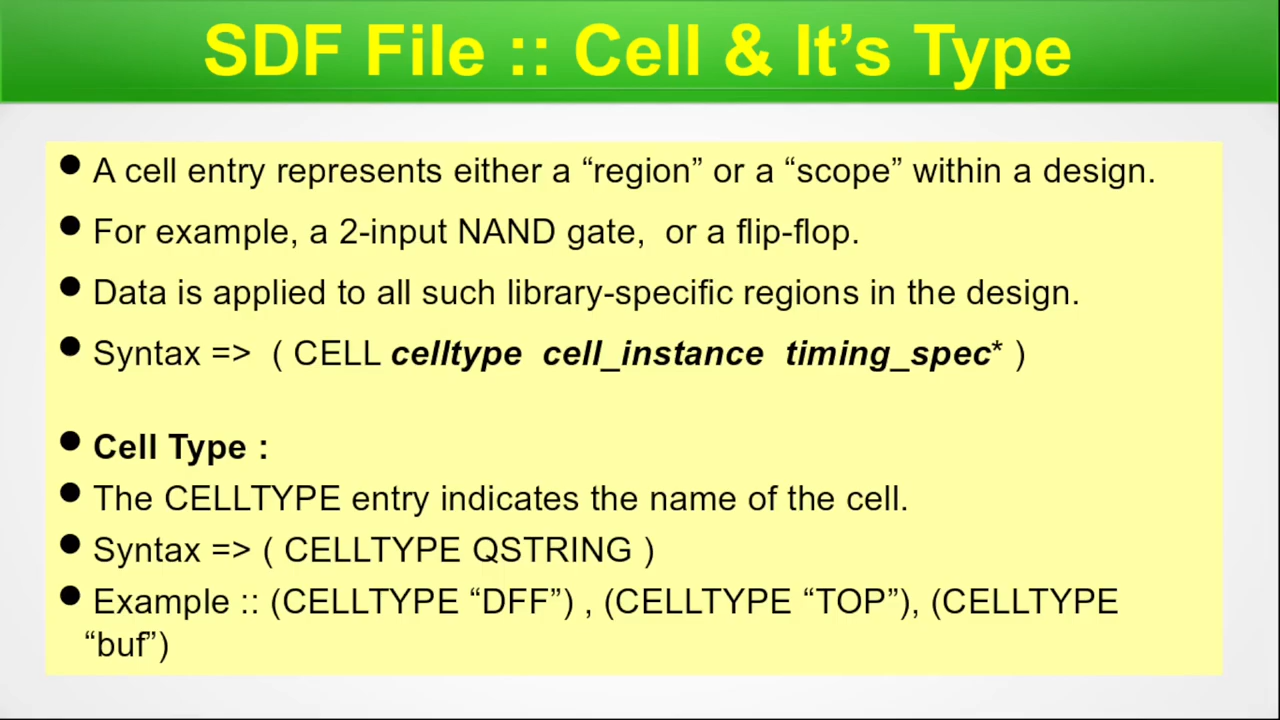 SDF File :: Cell & It’s Type
● A cell entry represents either a “region” or a “scope” within a design.
● For example, a 2-input NAND gate, or a flip-flop.
● Data is applied to all such library-specific regions in the design.
● Syntax => ( CELL celltype cell_instance timing_spec* )
● Cell Type :
● The CELLTYPE entry indicates the name of the cell.
● Syntax => ( CELLTYPE QSTRING )
● Example :: (CELLTYPE “DFF”) , (CELLTYPE “TOP”), (CELLTYPE
“buf”)